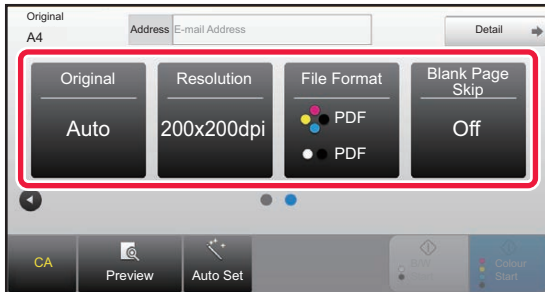 Original
A4
Address
E-mail Address
Detail
Original
Auto
Resolution
200x200dpi
File Format
PDF
PDF
Blank Page
Skip
Off
CA
Preview
Auto Set
B/W
Start
Colour
Start